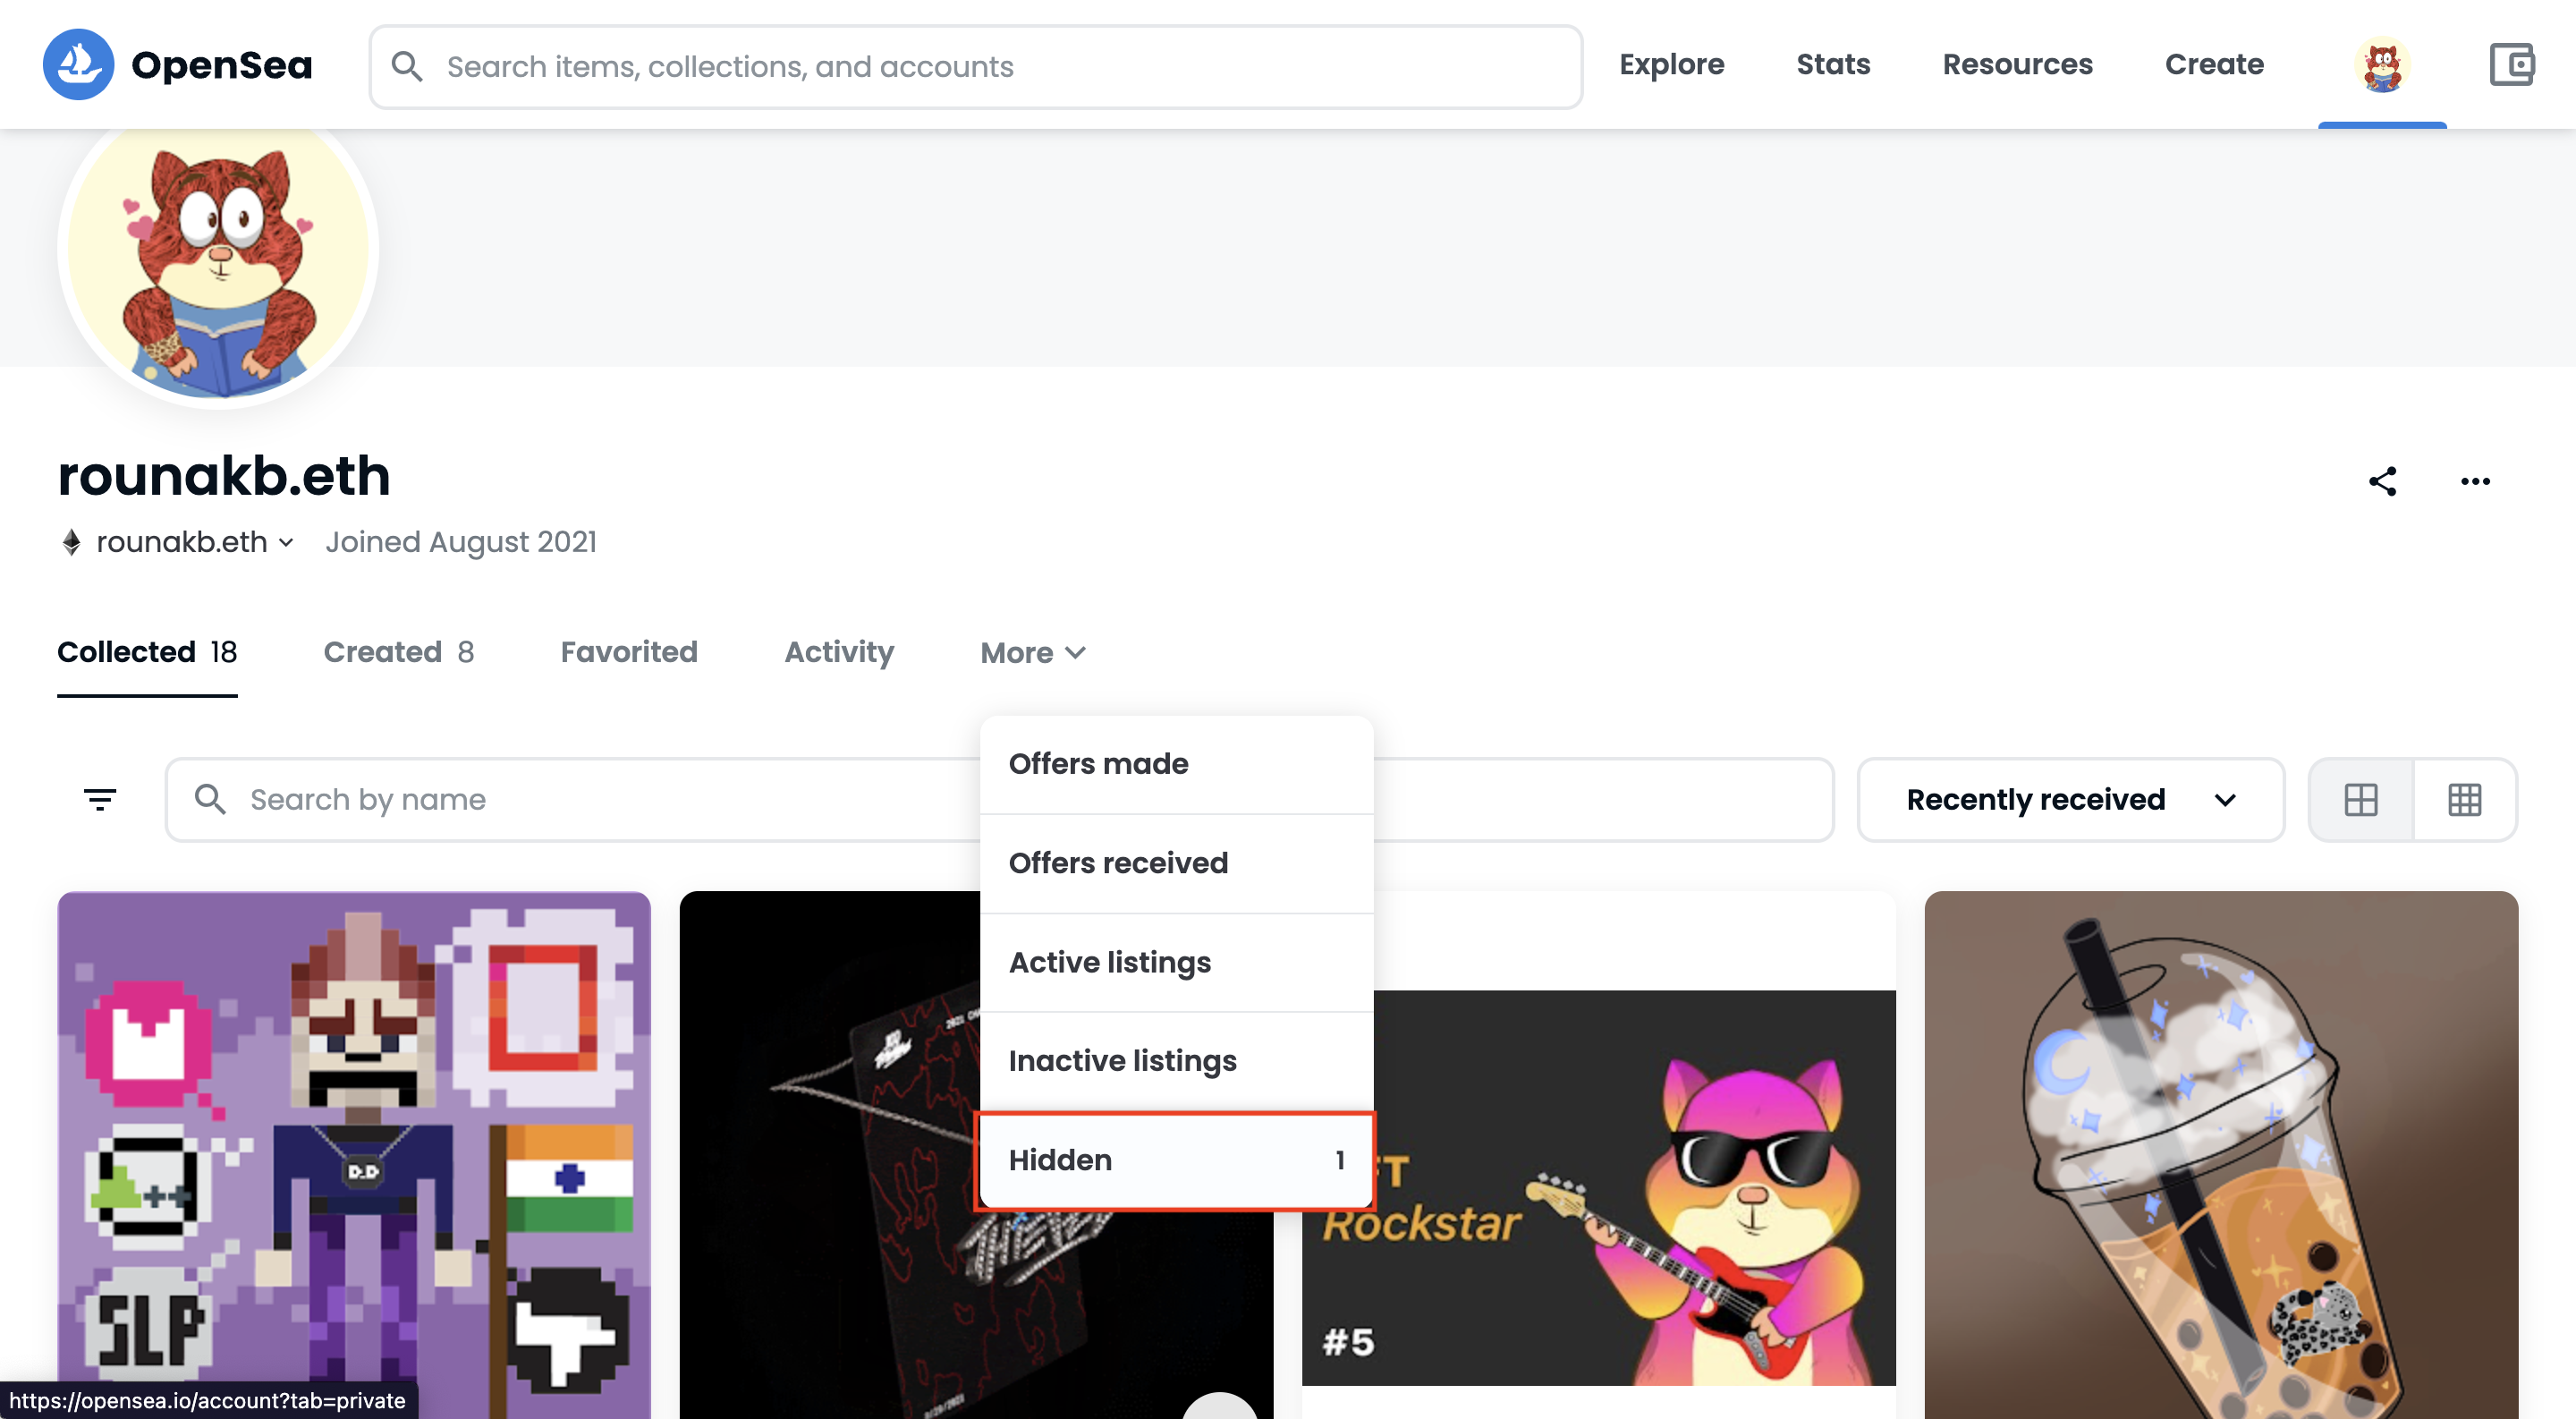 OpenSea
Search items, collections, and accounts
Explore
Stats
Resources
Create
rounakb.eth
rounakb.eth
Joined August 2021
Collected 18
Created 8
Favorited
Activity
More
Search by name
Recently received
Offers made
Offers received
Active listings
Inactive listings
Hidden 1
D_D
++
SLP
Rockstar
#5
https://opensea.io/account?tab=private